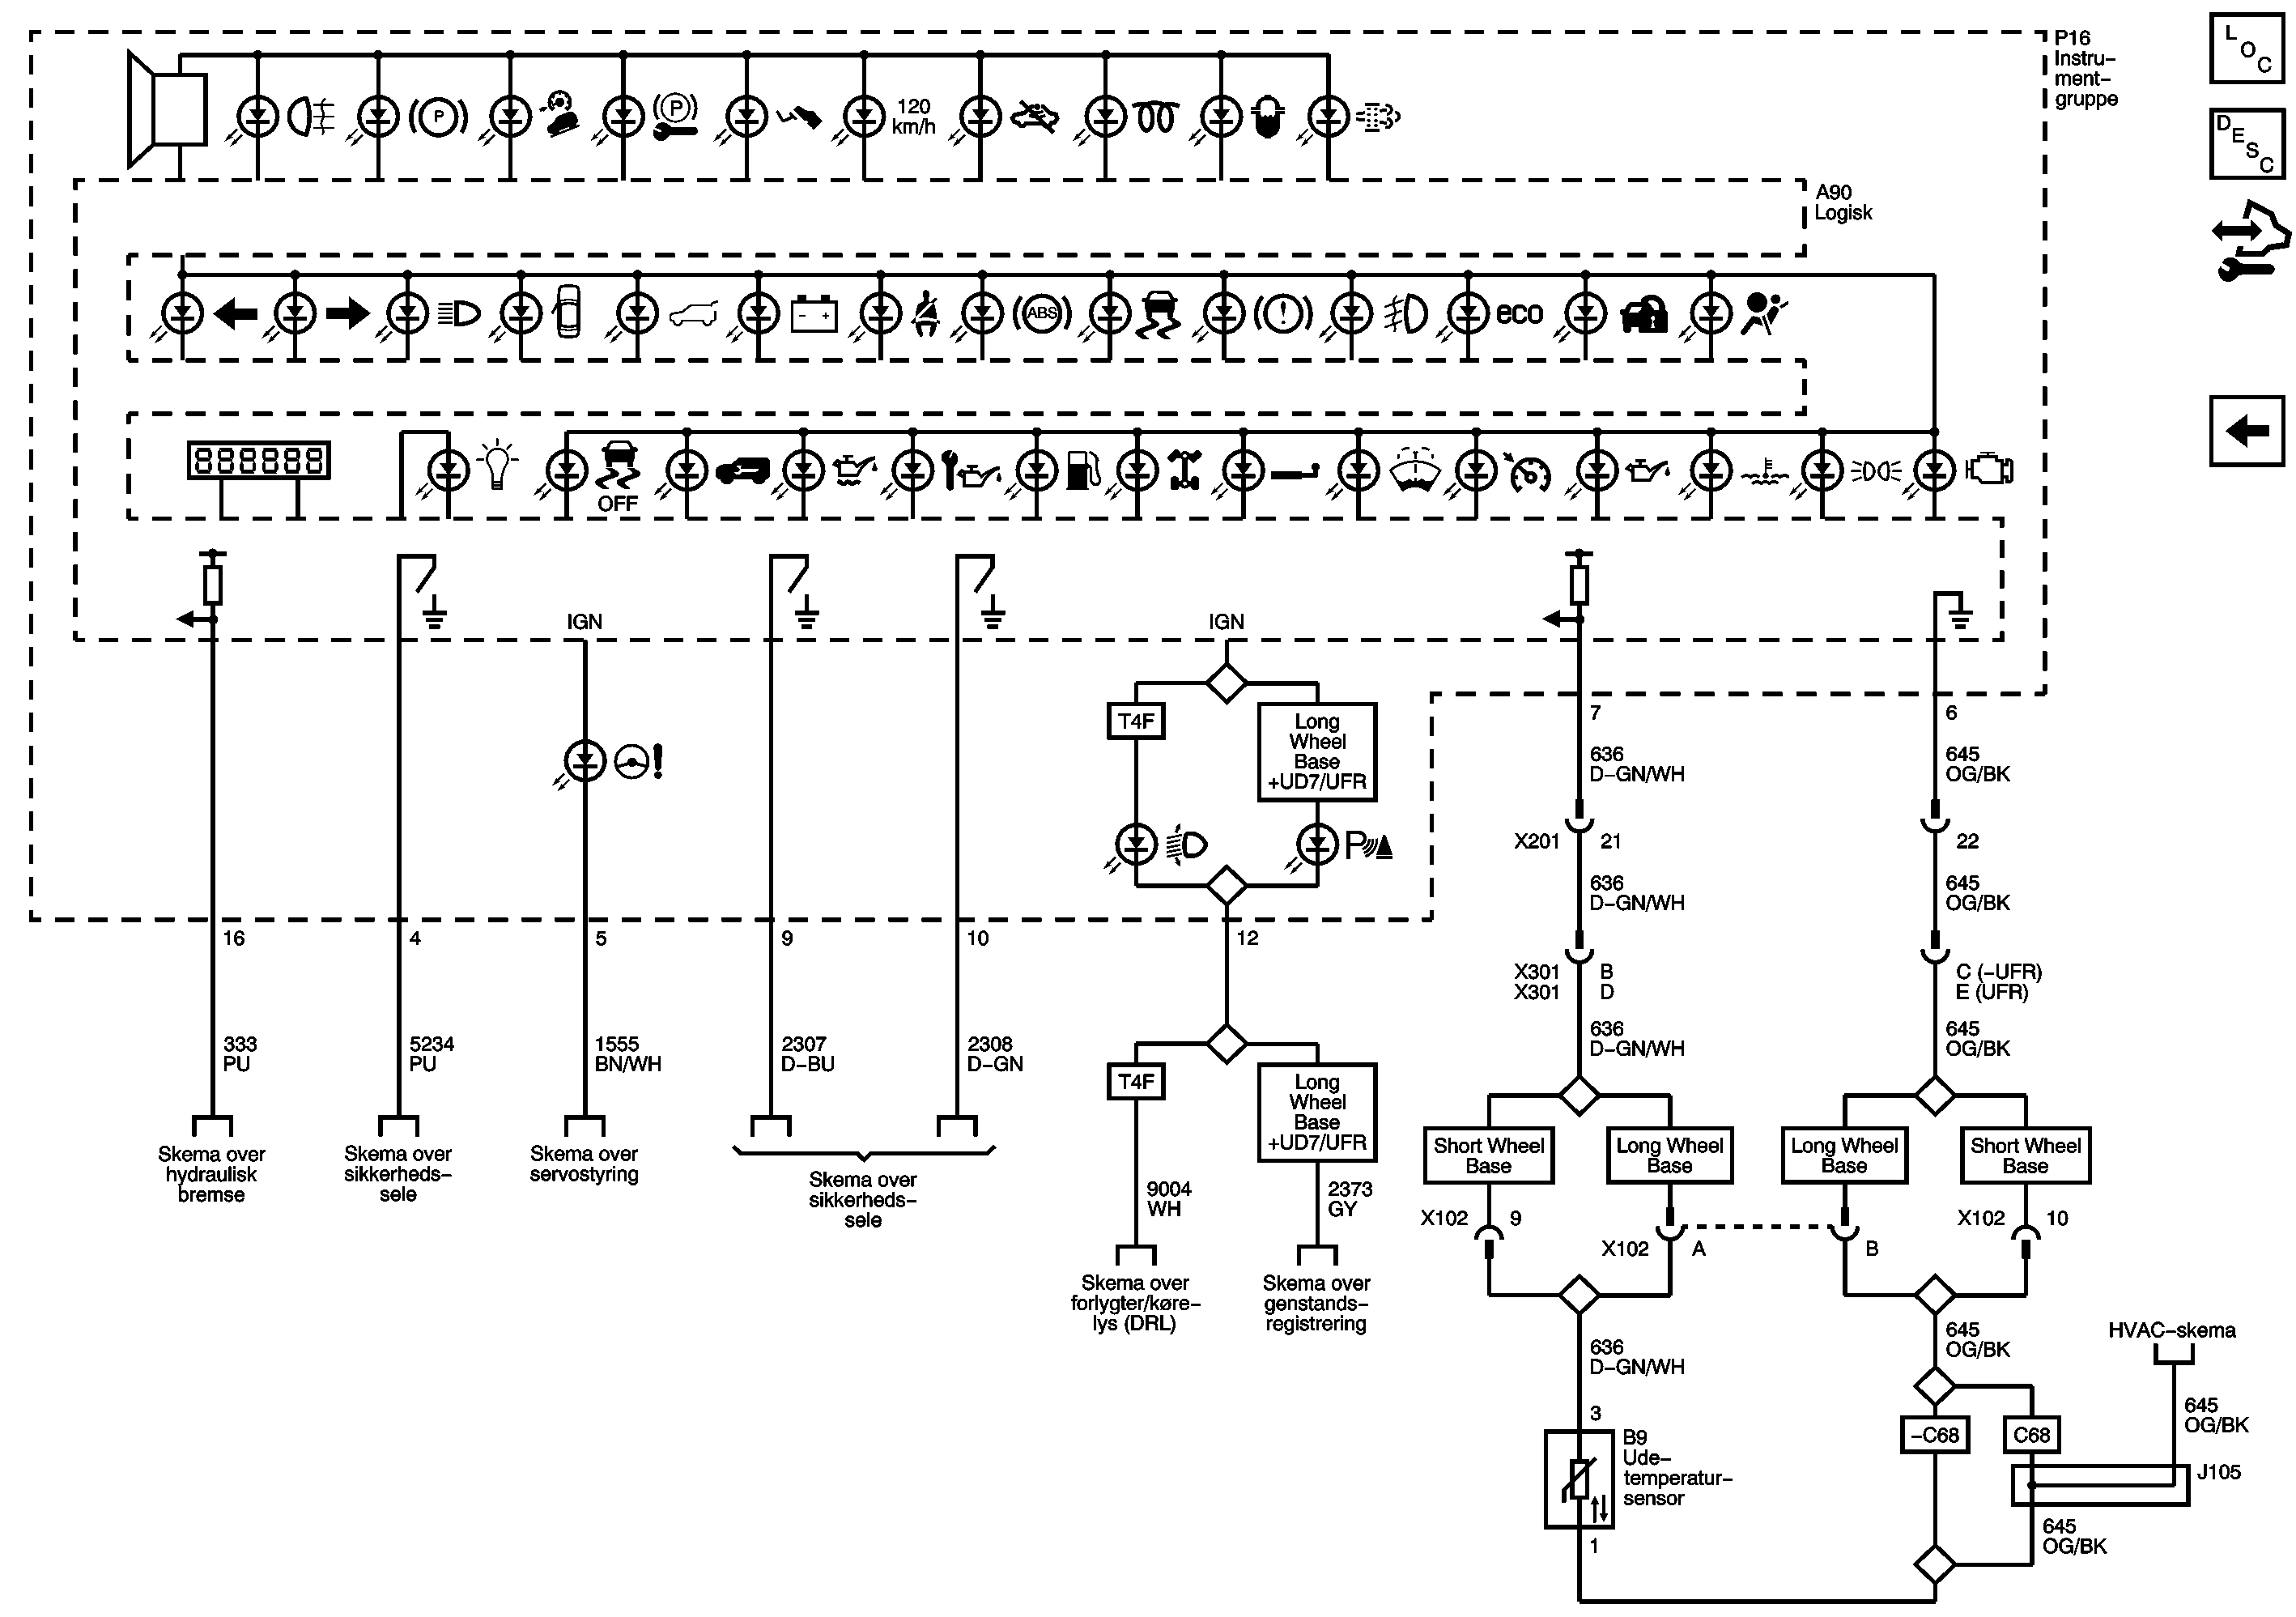 P16
Instru-
ment-
gruppe
L
O
C
D
E
S
C
P
P
120
km/h
A90
Logisk
- +
ABS
!
eco
888888
OFF
IGN
IGN
T4F
Long
Wheel
Base
+UD7/UFR
P
7
636
D-GN/WH
6
645
OG/BK
X201 21
22
636
D-GN/WH
645
OG/BK
16
4
5
9
10
12
X301 B
X301 D
C (-UFR)
E (UFR)
333
PU
5234
PU
1555
BN/WH
2307
D-BU
2308
D-GN
636
D-GN/WH
645
OG/BK
T4F
Long
Wheel
Base
+UD7/UFR
Skema over
hydraulisk
bremse
Skema over
sikkerheds-
sele
Skema over
servostyring
Skema over
sikkerheds-
sele
9004
WH
2373
GY
Short Wheel
Base
Long Wheel
Base
Long Wheel
Base
Short Wheel
Base
X102 9
X102 A
B
X102 10
Skema over
forlygter/køre-
lys (DRL)
Skema over
genstands-
registrering
636
D-GN/WH
645
OG/BK
HVAC-skema
645
OG/BK
3
B9
Ude-
temperatur-
sensor
1
-C68
C68
J105
645
OG/BK